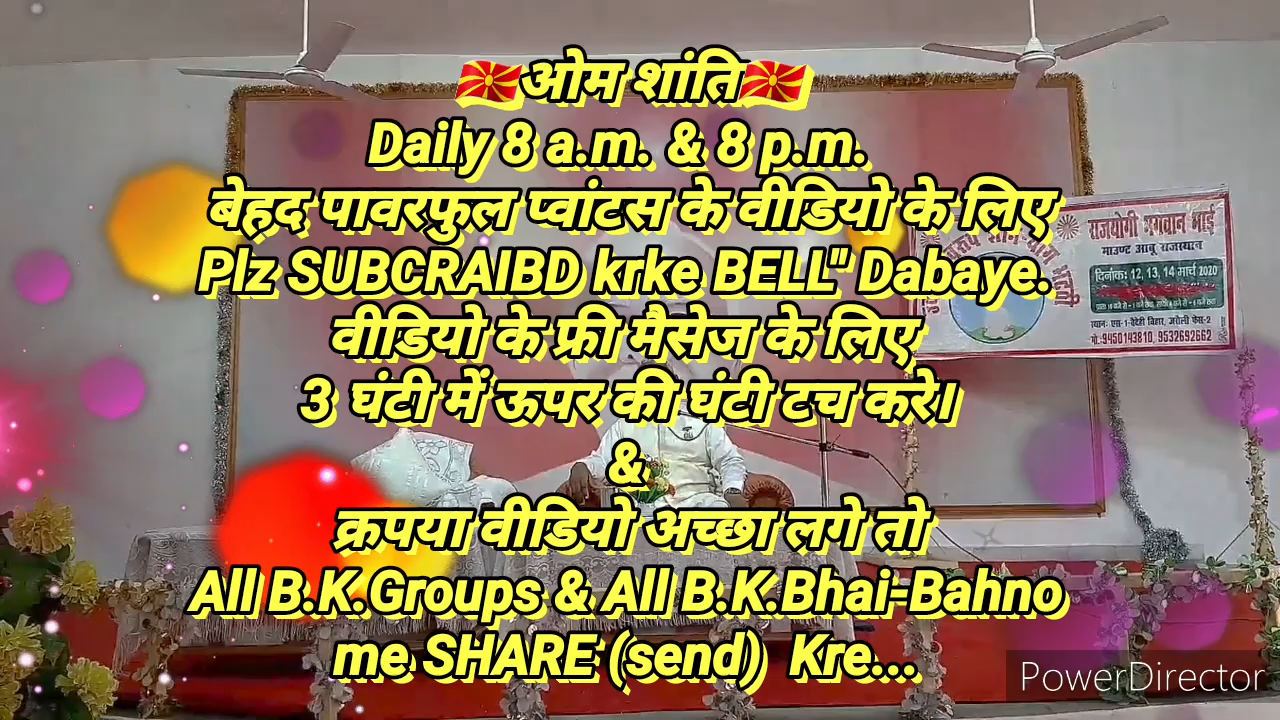 🇲🇰ओम शांति🇲🇰
Daily 8 a.m. & 8 p.m.
बेहद पावरफुल प्वांटस के वीडियो के लिए
Plz SUBCRAIBD krke BELL" Dabaye.
वीडियो के फ्री मैसेज के लिए
3 घंटी में ऊपर की घंटी टच करे।
&
क्रपया वीडियो अच्छा लगे तो
All B.K.Groups & All B.K.Bhai-Bahno
me SHARE (send) Kre...
राजयोगी भगवान भाई
माउण्ट आबू राजस्थान
दिनांक: 12, 13, 14 मार्च 2020
मो.-9450143810, 9532692662
PowerDirector